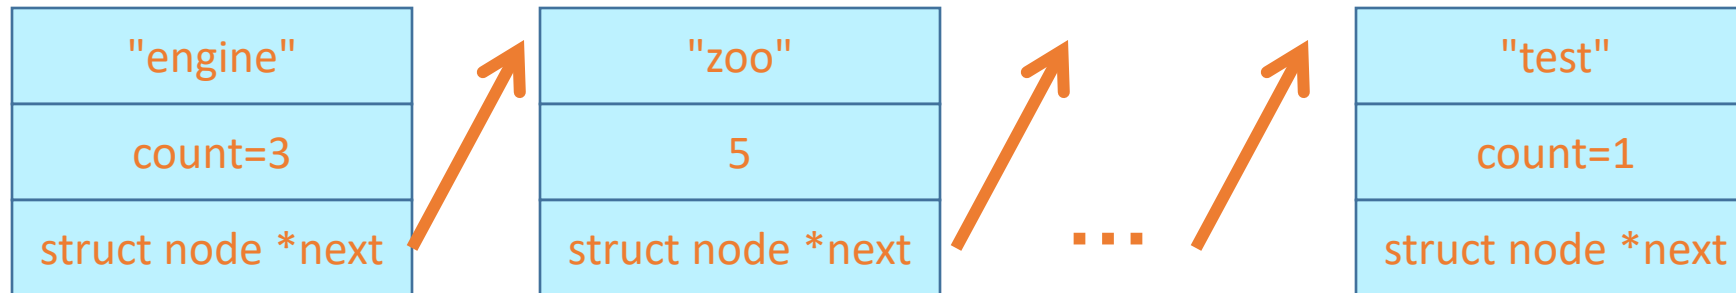 "engine"
count=3
struct node *next
"zoo"
5
struct node *next
...
"test"
count=1
struct node *next